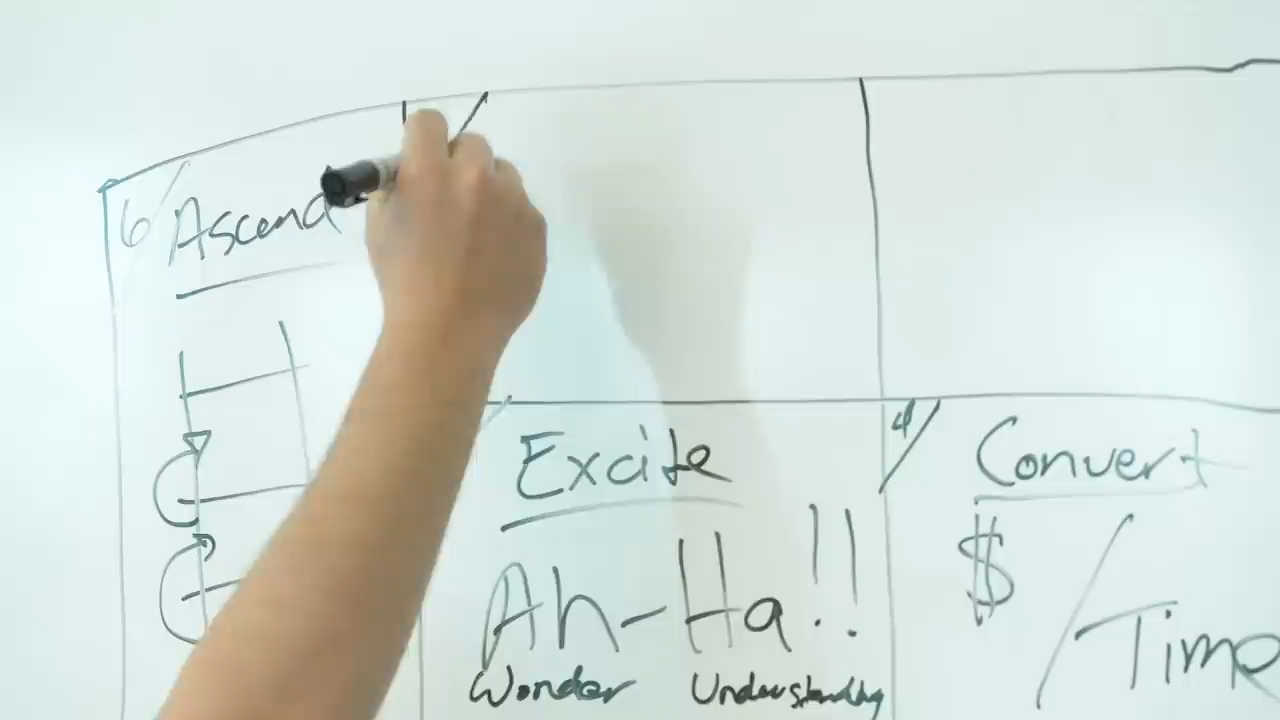 6/ Ascend
Excite
Ah-Ha!!
Wonder Understanding
4/ Convert
$/Time